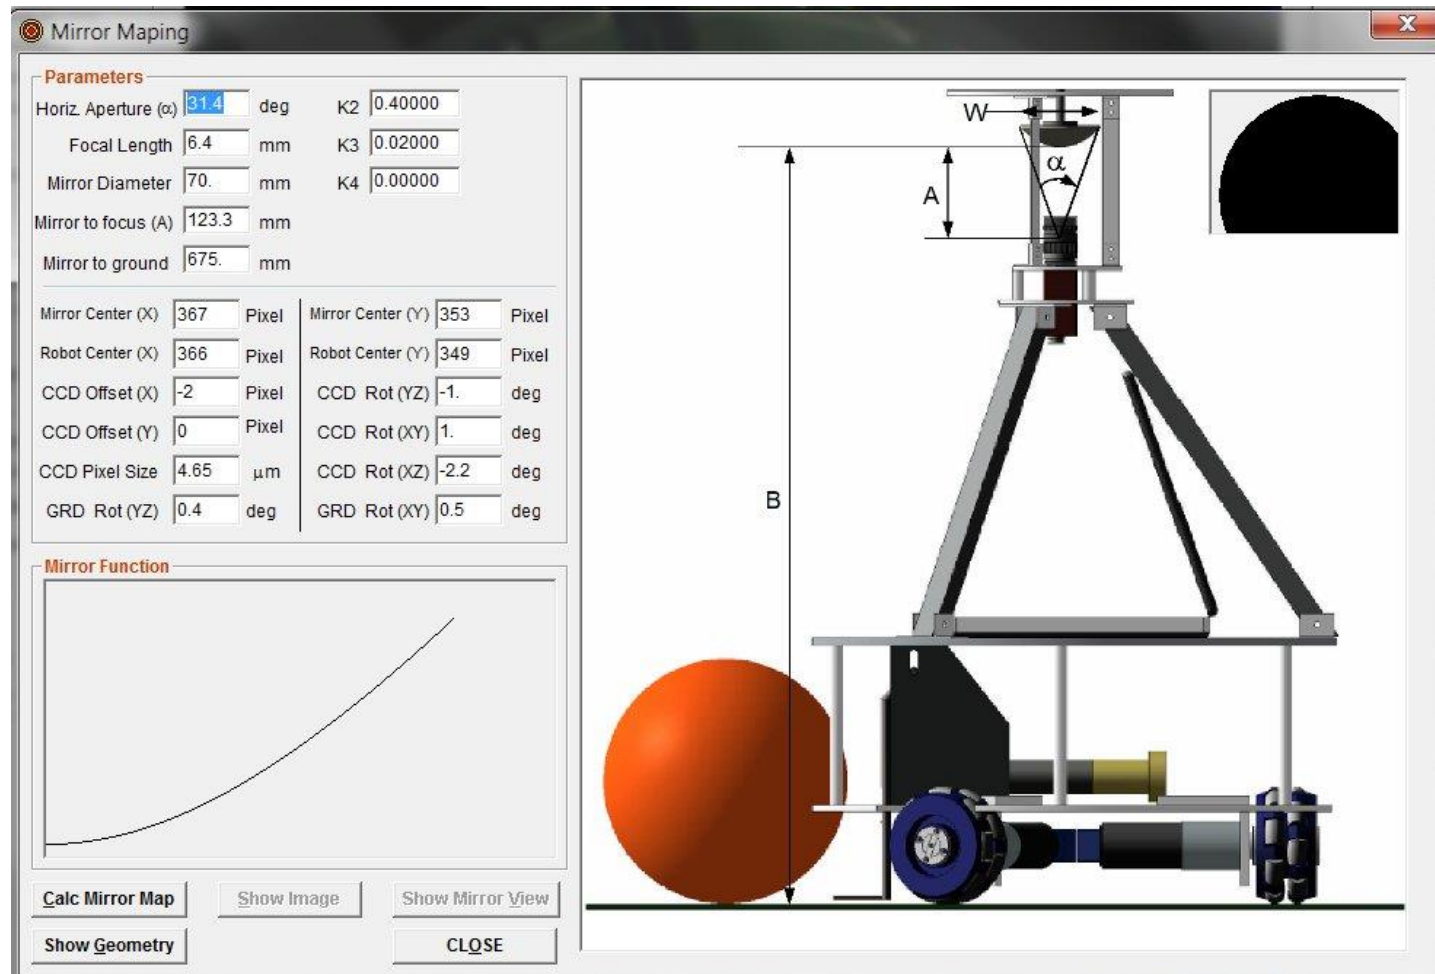 Mirror Maping
X
Parameters
Horiz. Aperture (α) 31.4 deg K2 0.40000
Focal Length 6.4 mm K3 0.02000
Mirror Diameter 70. mm K4 0.00000
Mirror to focus (A) 123.3 mm
Mirror to ground 675. mm
Mirror Center (X) 367 Pixel Mirror Center (Y) 353 Pixel
Robot Center (X) 366 Pixel Robot Center (Y) 349 Pixel
CCD Offset (X) -2 Pixel CCD Rot (YZ) -1. deg
CCD Offset (Y) 0 Pixel CCD Rot (XY) 1. deg
CCD Pixel Size 4.65 μm CCD Rot (XZ) -2.2 deg
GRD Rot (YZ) 0.4 deg GRD Rot (XY) 0.5 deg
Mirror Function
Calc Mirror Map Show Image Show Mirror View
Show Geometry CLOSE
W
α
A
B